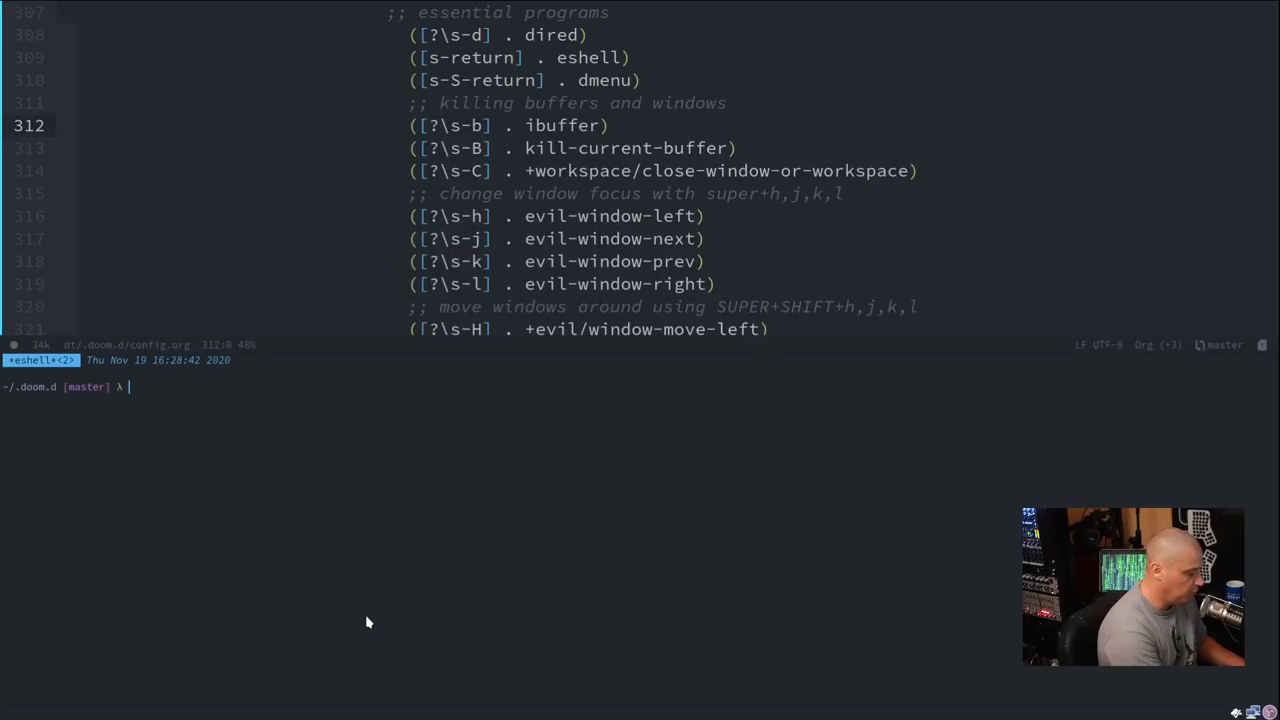 307 ;; essential programs
308 ([?\s-d] . dired)
309 ([s-return] . eshell)
310 ([s-S-return] . dmenu)
311 ;; killing buffers and windows
312 ([?\s-b] . ibuffer)
313 ([?\s-B] . kill-current-buffer)
314 ([?\s-C] . +workspace/close-window-or-workspace)
315 ;; change window focus with super+h,j,k,l
316 ([?\s-h] . evil-window-left)
317 ([?\s-j] . evil-window-next)
318 ([?\s-k] . evil-window-prev)
319 ([?\s-l] . evil-window-right)
320 ;; move windows around using SUPER+SHIFT+h,j,k,l
321 ([?\s-H] . +evil/window-move-left)
34k dt/.doom.d/config.org 312:0 48% LF UTF-8 Org (+3) master
*eshell*<2> Thu Nov 19 16:28:42 2020
~/.doom.d [master] λ